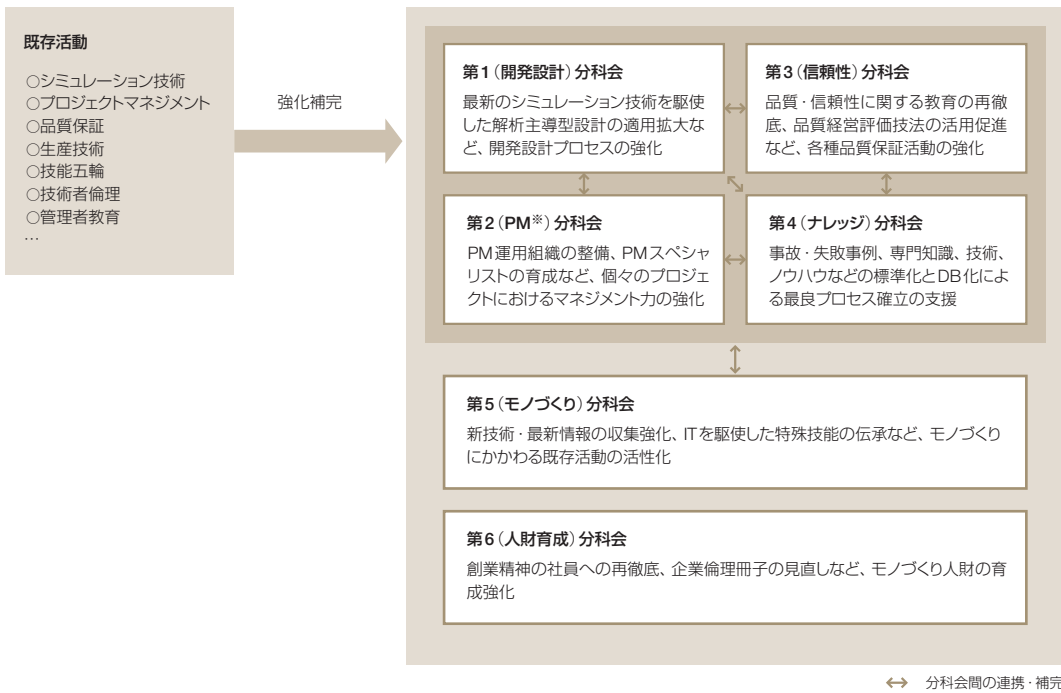 既存活動
○シミュレーション技術
○プロジェクトマネジメント
○品質保証
○生産技術
○技能五輪
○技術者倫理
○管理者教育
…
強化補完
第1（開発設計）分科会
最新のシミュレーション技術を駆使
した解析主導型設計の適用拡大な
ど、開発設計プロセスの強化
第3（信頼性）分科会
品質・信頼性に関する教育の再徹
底、品質経営評価技法の活用促進
など、各種品質保証活動の強化
第2（PM※）分科会
PM運用組織の整備、PMスペシャ
リストの育成など、個々のプロジェ
クトにおけるマネジメント力の強化
第4（ナレッジ）分科会
事故・失敗事例、専門知識、技術、
ノウハウなどの標準化とDB化によ
る最良プロセス確立の支援
第5（モノづくり）分科会
新技術・最新情報の収集強化、ITを駆使した特殊技能の伝承など、モノづくり
にかかわる既存活動の活性化
第6（人財育成）分科会
創業精神の社員への再徹底、企業倫理冊子の見直しなど、モノづくり人財の育
成強化
↔ 分科会間の連携・補完